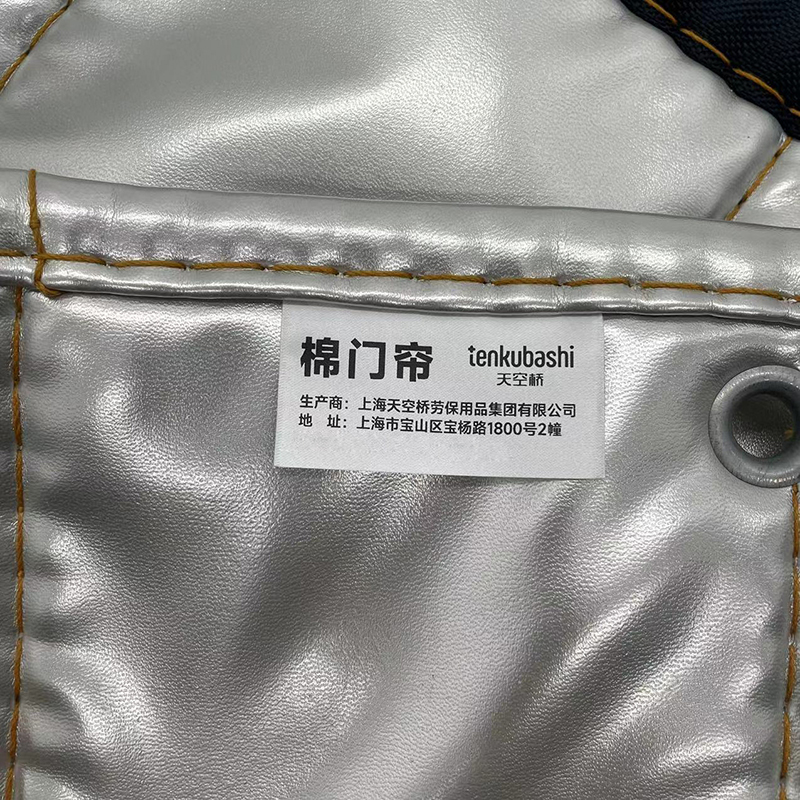 棉门帘
tenkubashi
天空桥
生产商：上海天空桥劳保用品集团有限公司
地 址：上海市宝山区宝杨路1800号2幢